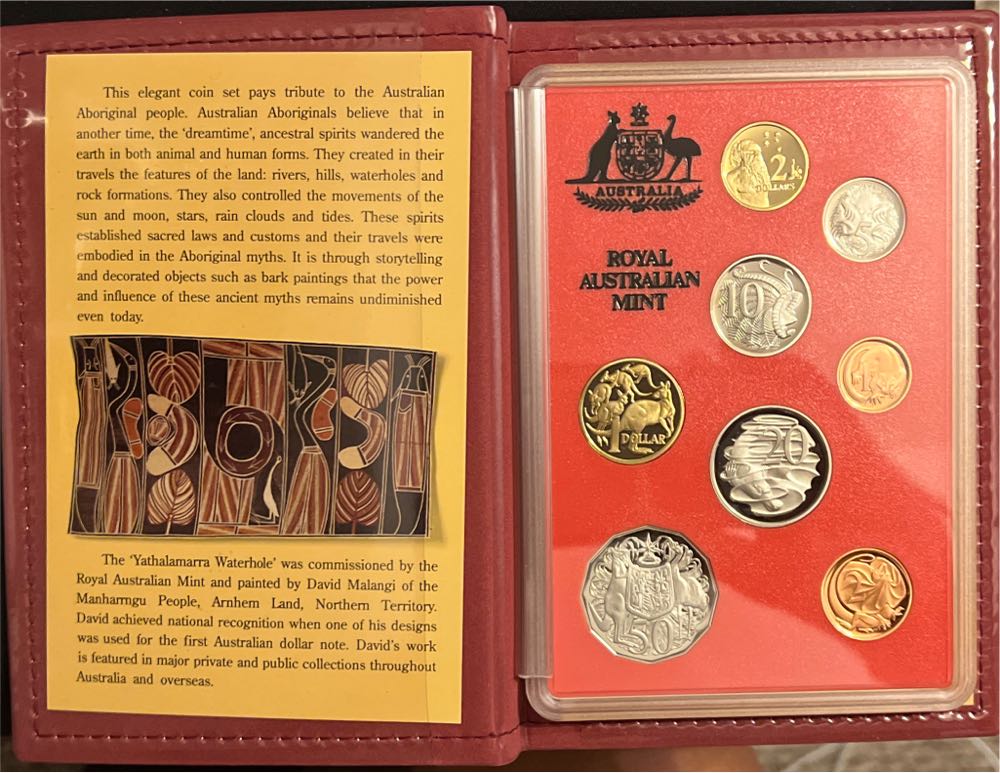 This elegant coin set pays tribute to the Australian
Aboriginal people. Australian Aboriginals believe that in
another time, the 'dreamtime', ancestral spirits wandered the
earth in both animal and human forms. They created in their
travels the features of the land: rivers, hills, waterholes and
rock formations. They also controlled the movements of the
sun and moon, stars, rain clouds and tides. These spirits
established sacred laws and customs and their travels were
embodied in the Aboriginal myths. It is through storytelling
and decorated objects such as bark paintings that the power
and influence of these ancient myths remains undiminished
even today.
The 'Yathalamarra Waterhole' was commissioned by the
Royal Australian Mint and painted by David Malangi of the
Manharrngu People, Arnhem Land, Northern Territory.
David achieved national recognition when one of his designs
was used for the first Australian dollar note. David's work
is featured in major private and public collections throughout
Australia and overseas.
AUSTRALIA
ROYAL
AUSTRALIAN
MINT
2
DOLLARS
5
10
1
1
DOLLAR
20
50
2